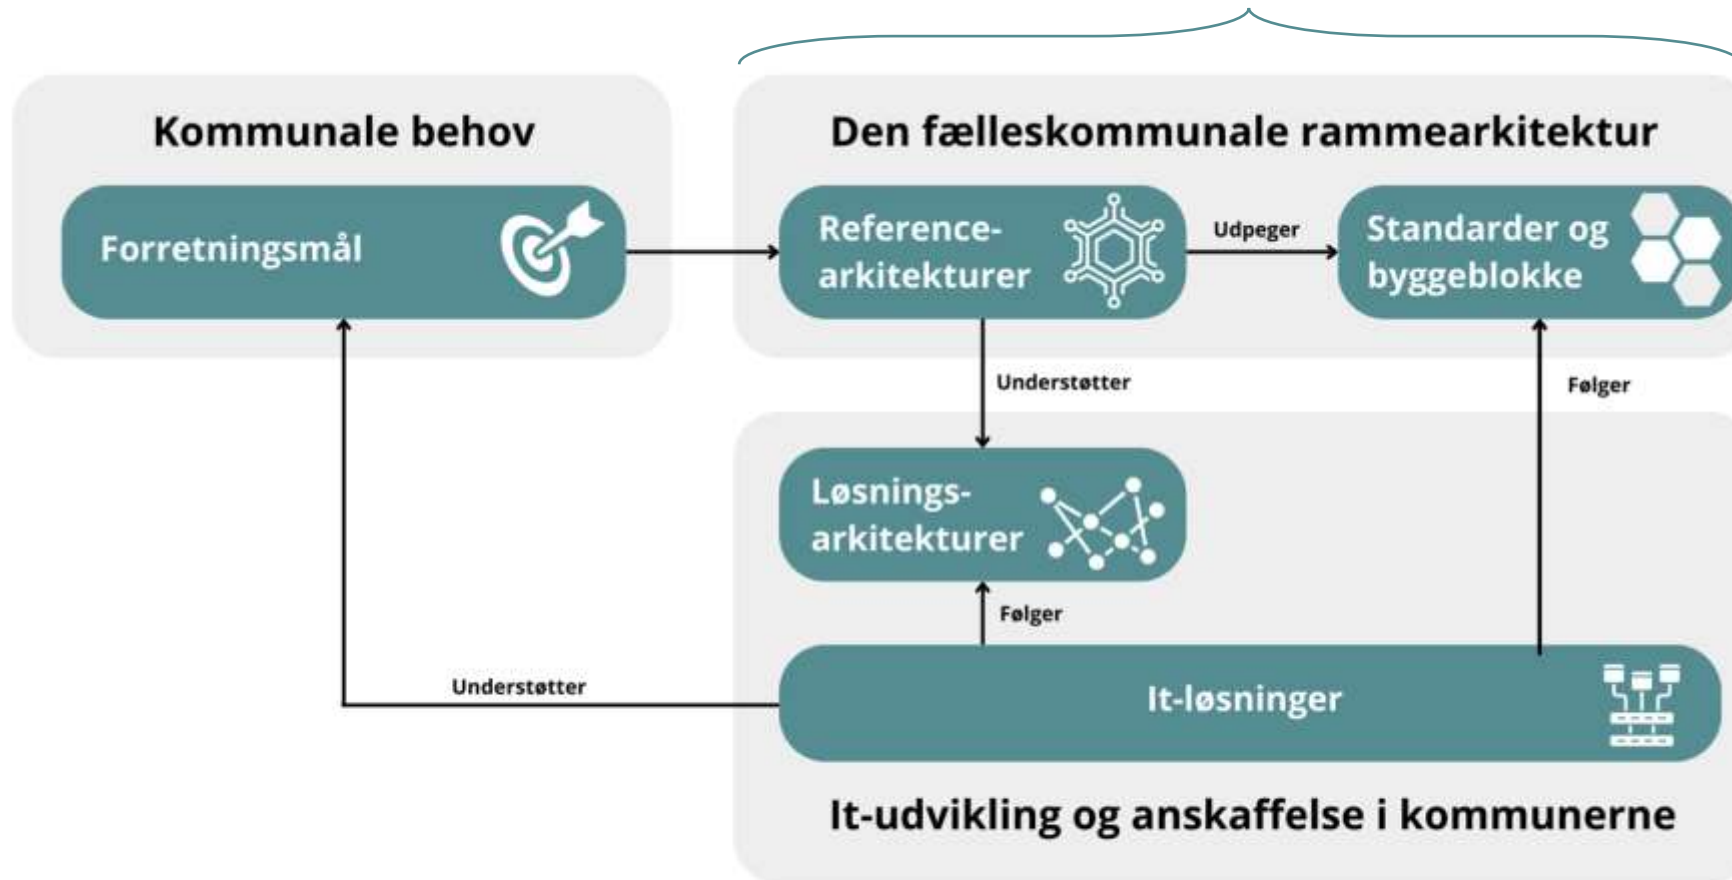 Kommunale behov
Forretningsmål
Den fælleskommunale rammearkitektur
Reference-
arkitekturer
Udpeger
Standarder og
byggeblokke
Understøtter
Følger
Løsnings-
arkitekturer
Følger
Understøtter
It-løsninger
It-udvikling og anskaffelse i kommunerne